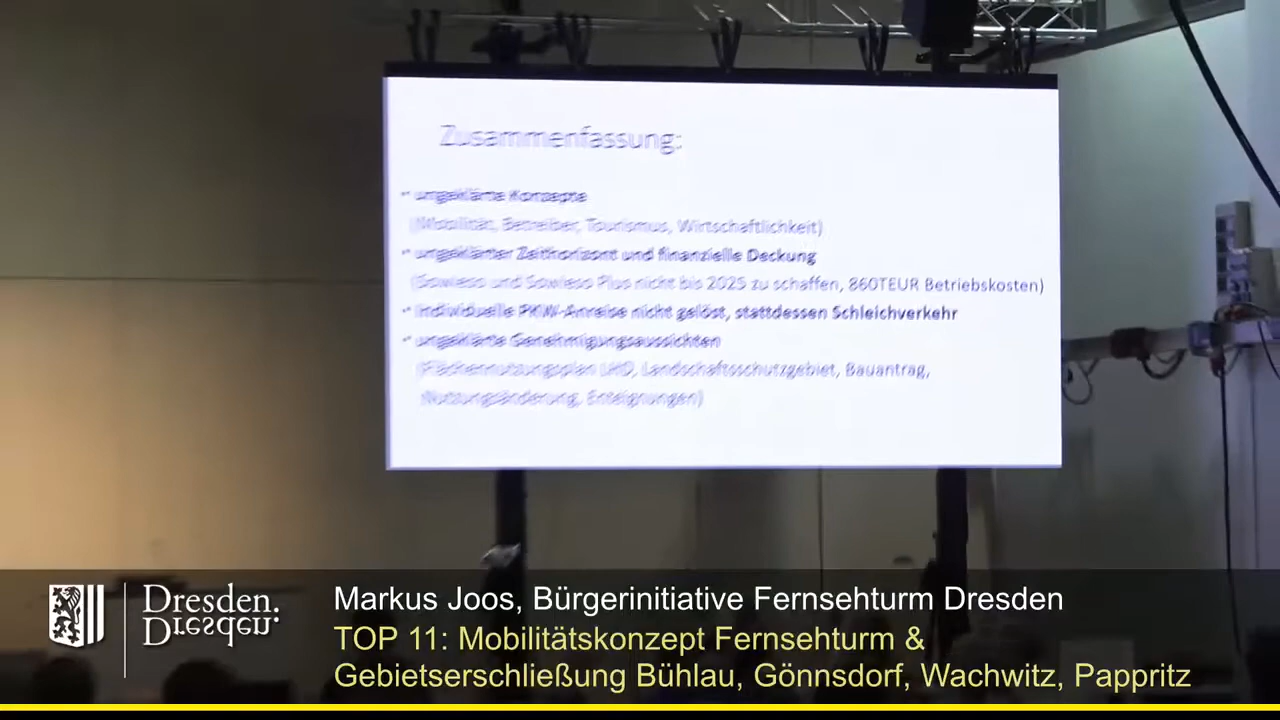 Zusammenfassung:
• ungeklärte Konzepte
(Mobilität, Betreiber, Tourismus, Wirtschaftlichkeit)
• ungeklärter Zeithorizont und finanzielle Deckung
(Sowieso und Sowieso Plus nicht bis 2025 zu schaffen, 860TEUR Betriebskosten)
• Individuelle PKW-Anreise nicht gelöst, stattdessen Schleichverkehr
• ungeklärte Genehmigungsaussichten
(Flächennutzungsplan LHD, Landschaftsschutzgebiet, Bauantrag,
Nutzungsänderung, Enteignungen)
Dresden.
Dresden.
Markus Joos, Bürgerinitiative Fernsehturm Dresden
TOP 11: Mobilitätskonzept Fernsehturm &
Gebietserschließung Bühlau, Gönnsdorf, Wachwitz, Pappritz